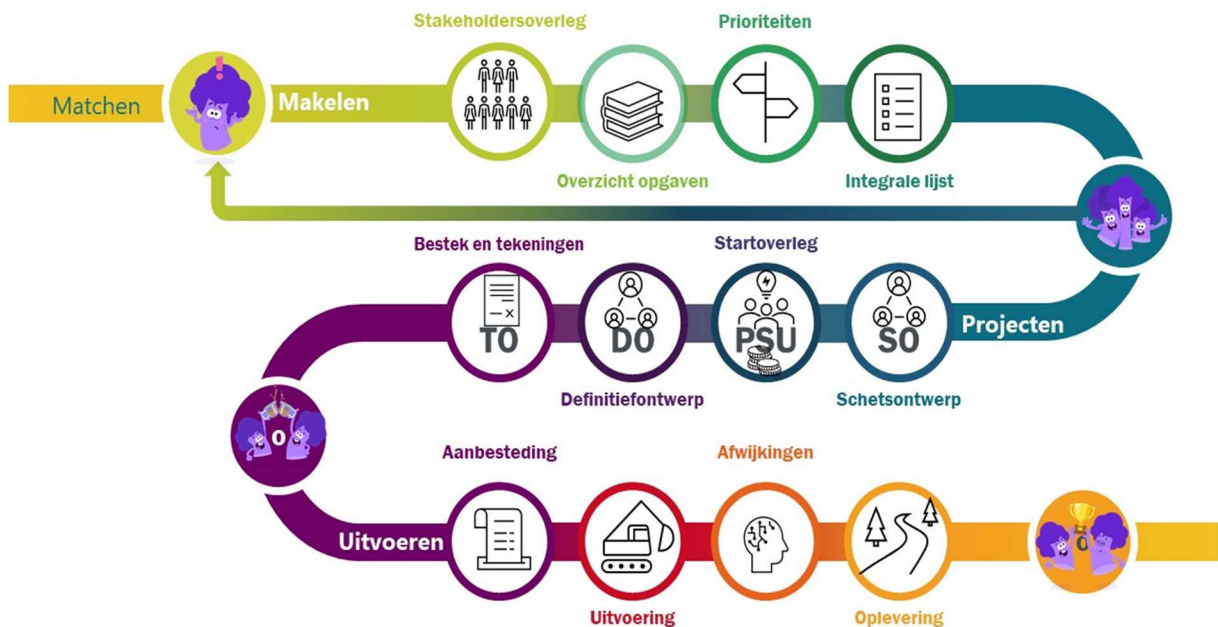 Stakeholdersoverleg
Prioriteiten
Matchen
Makelen
Overzicht opgaven
Integrale lijst
Bestek en tekeningen
Startoverleg
TO
DO
PSU
SO
Projecten
Definitiefontwerp
Schetsontwerp
O
Aanbesteding
Afwijkingen
Uitvoeren
O
Uitvoering
Oplevering